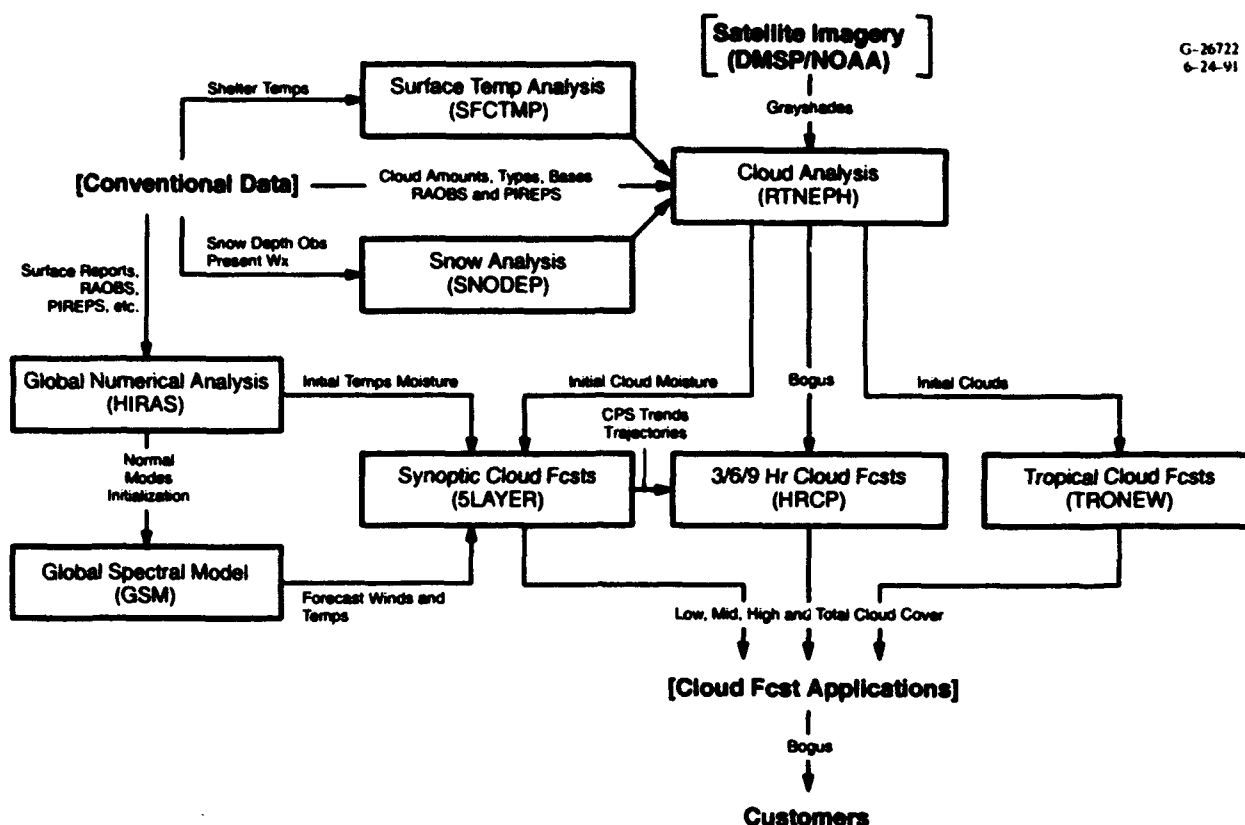 [Satellite Imagery
(DMSP/NOAA)]
G-26722
6-24-91
Shelter Temps
Surface Temp Analysis
(SFCTMP)
Grayshades
[Conventional Data]
Cloud Amounts, Types, Bases
RAOBS and PIREPS
Cloud Analysis
(RTNEPH)
Snow Depth Obs
Present Wx
Snow Analysis
(SNODEP)
Surface Reports,
RAOBS,
PIREPS, etc.
Global Numerical Analysis
(HIRAS)
Initial Temps Moisture
Initial Cloud Moisture
Bogus
Initial Clouds
CPS Trends
Trajectories
Normal
Modes
Initialization
Synoptic Cloud Fcsts
(5LAYER)
3/6/9 Hr Cloud Fcsts
(HRCP)
Tropical Cloud Fcsts
(TRONEW)
Global Spectral Model
(GSM)
Forecast Winds and
Temps
Low, Mid, High and Total Cloud Cover
[Cloud Fcst Applications]
Bogus
Customers